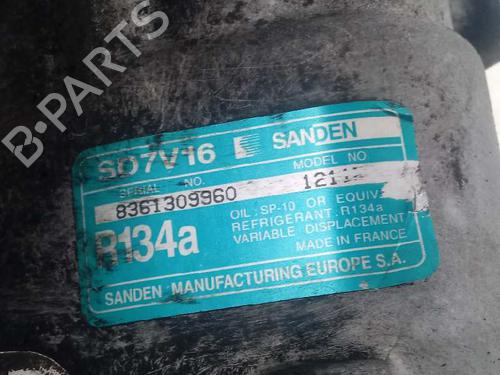 SD7V16 SANDEN
SERIAL NO. MODEL NO
8361309960
R134a
OIL: SP-10 OR EQUIV
REFRIGERANT: R134a
VARIABLE DISPLACEMENT
MADE IN FRANCE
SANDEN MANUFACTURING EUROPE S.A.
B-PARTS